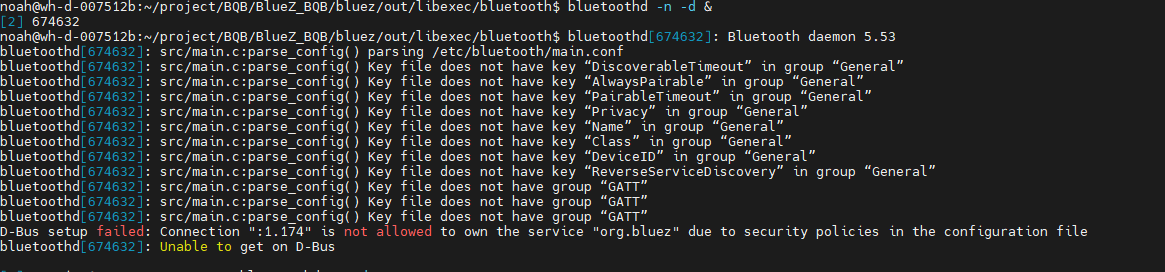 noah@wh-d-007512b:~/project/BQB/BlueZ_BQB/bluez/out/libexec/bluetooth$ bluetoothd -n -d &
[2] 674632
noah@wh-d-007512b:~/project/BQB/BlueZ_BQB/bluez/out/libexec/bluetooth$ bluetoothd[674632]: Bluetooth daemon 5.53
bluetoothd[674632]: src/main.c:parse_config() parsing /etc/bluetooth/main.conf
bluetoothd[674632]: src/main.c:parse_config() Key file does not have key “DiscoverableTimeout” in group “General”
bluetoothd[674632]: src/main.c:parse_config() Key file does not have key “AlwaysPairable” in group “General”
bluetoothd[674632]: src/main.c:parse_config() Key file does not have key “PairableTimeout” in group “General”
bluetoothd[674632]: src/main.c:parse_config() Key file does not have key “Privacy” in group “General”
bluetoothd[674632]: src/main.c:parse_config() Key file does not have key “Name” in group “General”
bluetoothd[674632]: src/main.c:parse_config() Key file does not have key “Class” in group “General”
bluetoothd[674632]: src/main.c:parse_config() Key file does not have key “DeviceID” in group “General”
bluetoothd[674632]: src/main.c:parse_config() Key file does not have key “ReverseServiceDiscovery” in group “General”
bluetoothd[674632]: src/main.c:parse_config() Key file does not have group “GATT”
bluetoothd[674632]: src/main.c:parse_config() Key file does not have group “GATT”
bluetoothd[674632]: src/main.c:parse_config() Key file does not have group “GATT”
D-Bus setup failed: Connection ":1.174" is not allowed to own the service "org.bluez" due to security policies in the configuration file
bluetoothd[674632]: Unable to get on D-Bus